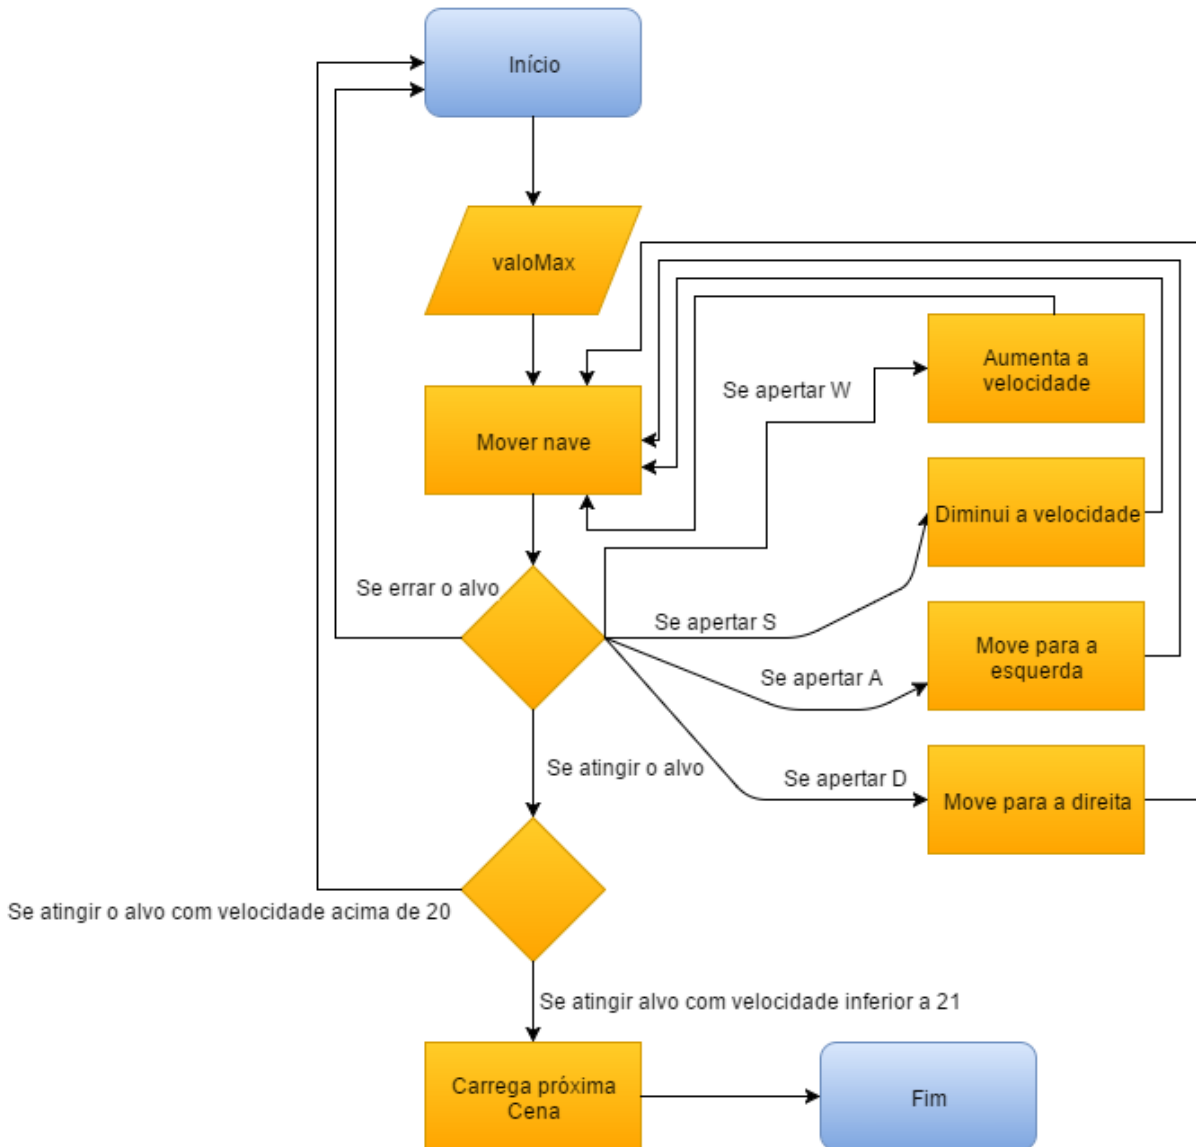 Início
valoMax
Aumenta a
velocidade
Se apertar W
Mover nave
Diminui a velocidade
Se errar o alvo
Se apertar S
Move para a
esquerda
Se apertar A
Se atingir o alvo
Se apertar D
Move para a direita
Se atingir o alvo com velocidade acima de 20
Se atingir alvo com velocidade inferior a 21
Carrega próxima
Cena
Fim